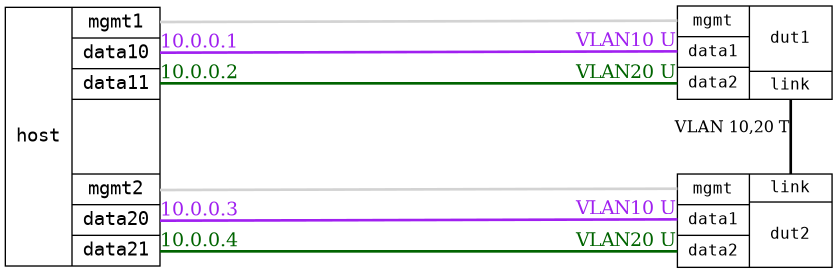 host
mgmt1
data10
data11
mgmt2
data20
data21
10.0.0.1
10.0.0.2
10.0.0.3
10.0.0.4
VLAN10 U
VLAN20 U
VLAN10 U
VLAN20 U
mgmt
data1
data2
dut1
link
VLAN 10,20 T
mgmt
data1
data2
link
dut2